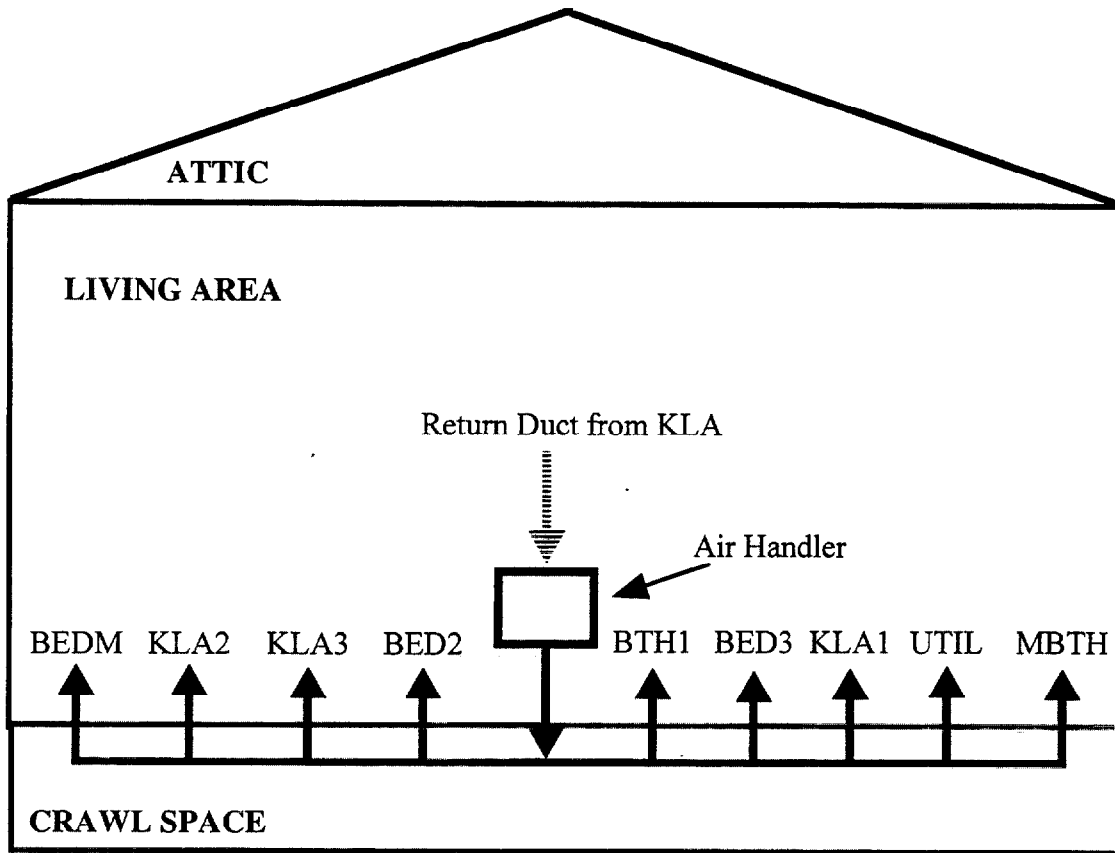 ATTIC
LIVING AREA
Return Duct from KLA
Air Handler
BEDM KLA2 KLA3 BED2 BTH1 BED3 KLA1 UTIL MBTH
CRAWL SPACE